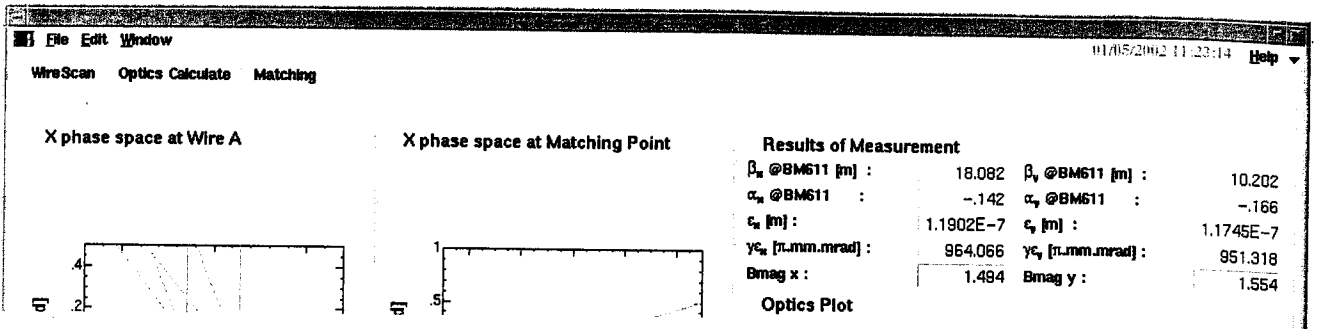 File Edit Window
01/05/2002 11:23:14 Help
WireScan Optics Calculate Matching
X phase space at Wire A
X phase space at Matching Point
Results of Measurement
βx @BM611 [m] : 18.082 βy @BM611 [m] : 10.202
αx @BM611 : -.142 αy @BM611 : -.166
εx [m] : 1.1902E-7 εy [m] : 1.1745E-7
γεx [π.mm.mrad] : 964.066 γεy [π.mm.mrad] : 951.318
Bmag x : 1.494 Bmag y : 1.554
Optics Plot
.4
.2
1
.5